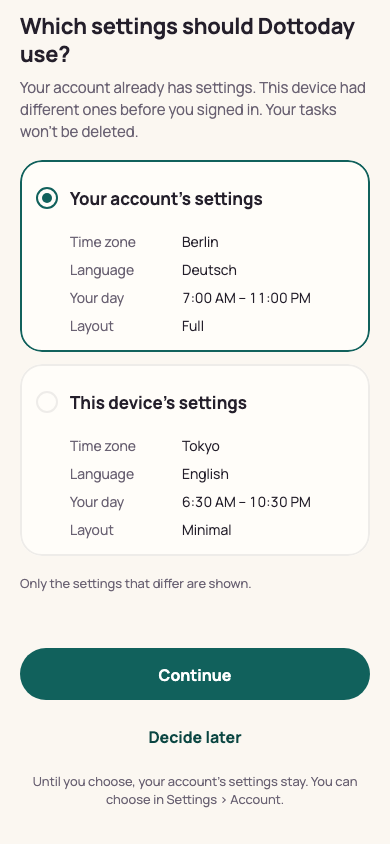 Which settings should Dottoday
use?
Your account already has settings. This device had
different ones before you signed in. Your tasks
won't be deleted.
Your account's settings
Time zone Berlin
Language Deutsch
Your day 7:00 AM – 11:00 PM
Layout Full
This device's settings
Time zone Tokyo
Language English
Your day 6:30 AM – 10:30 PM
Layout Minimal
Only the settings that differ are shown.
Continue
Decide later
Until you choose, your account's settings stay. You can
choose in Settings > Account.